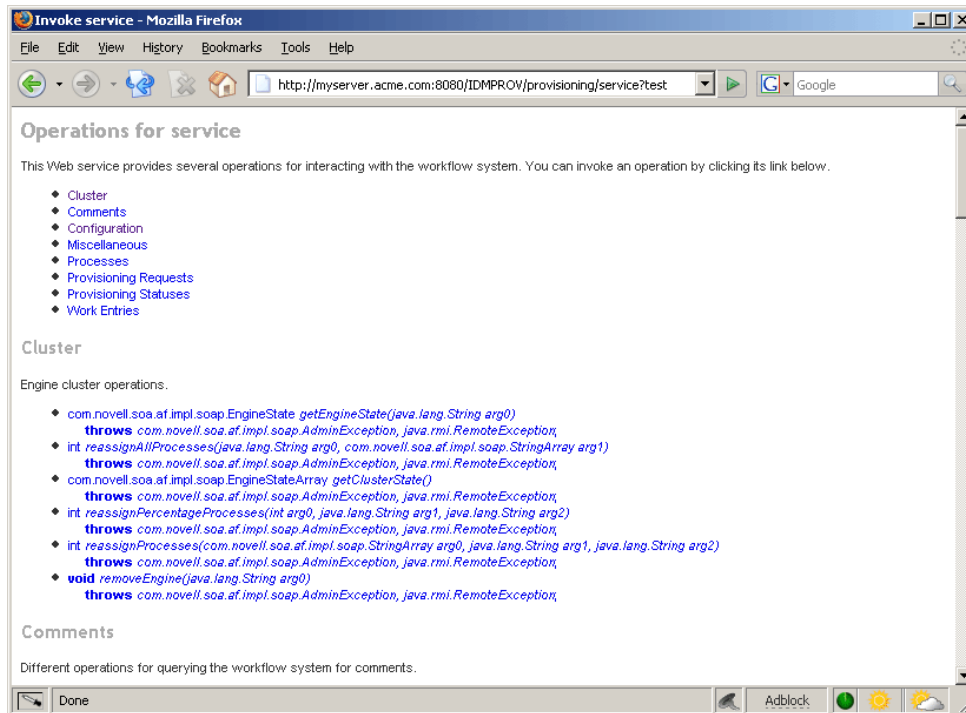 Invoke service - Mozilla Firefox
File Edit View History Bookmarks Tools Help
http://myserver.acme.com:8080/IDMPROV/provisioning/service?test G Google
Operations for service
This Web service provides several operations for interacting with the workflow system. You can invoke an operation by clicking its link below.
Cluster
Comments
Configuration
Miscellaneous
Processes
Provisioning Requests
Provisioning Statuses
Work Entries
Cluster
Engine cluster operations.
com.novell.soa.af.impl.soap.EngineState getEngineState(java.lang.String arg0)
throws com.novell.soa.af.impl.soap.AdminException, java.rmi.RemoteException;
int reassignAllProcesses(java.lang.String arg0, com.novell.soa.af.impl.soap.StringArray arg1)
throws com.novell.soa.af.impl.soap.AdminException, java.rmi.RemoteException;
com.novell.soa.af.impl.soap.EngineStateArray getClusterState()
throws com.novell.soa.af.impl.soap.AdminException, java.rmi.RemoteException;
int reassignPercentageProcesses(int arg0, java.lang.String arg1, java.lang.String arg2)
throws com.novell.soa.af.impl.soap.AdminException, java.rmi.RemoteException;
int reassignProcesses(com.novell.soa.af.impl.soap.StringArray arg0, java.lang.String arg1, java.lang.String arg2)
throws com.novell.soa.af.impl.soap.AdminException, java.rmi.RemoteException;
void removeEngine(java.lang.String arg0)
throws com.novell.soa.af.impl.soap.AdminException, java.rmi.RemoteException;
Comments
Different operations for querying the workflow system for comments.
Done Adblock